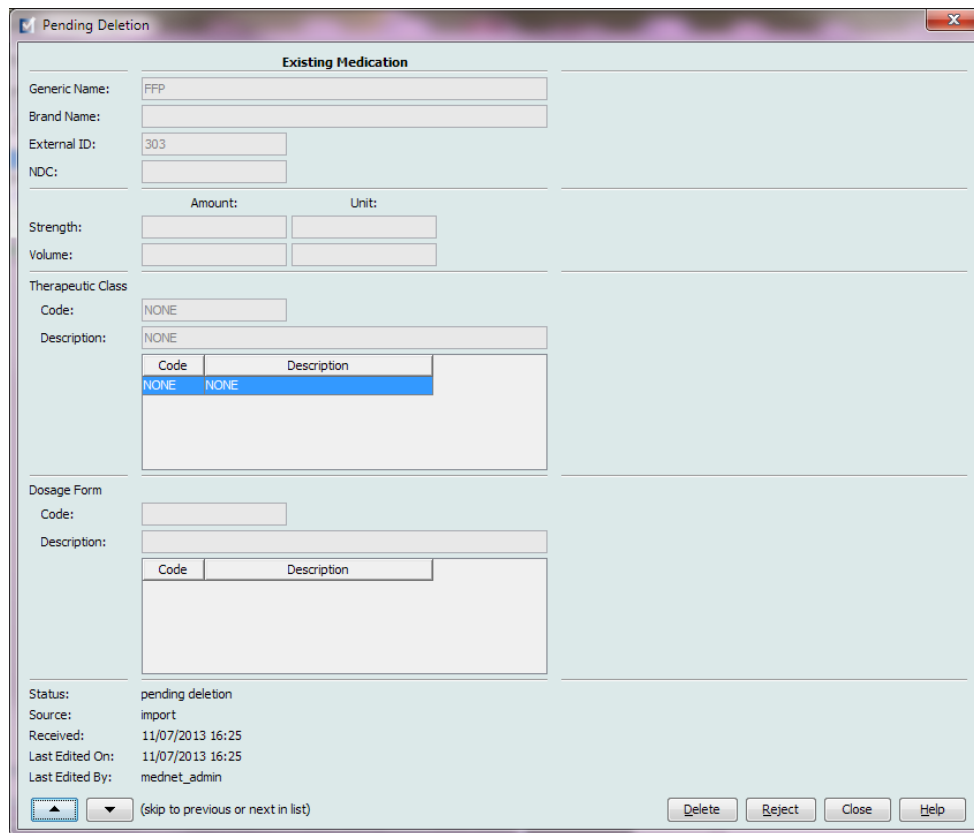 Pending Deletion
Existing Medication
Generic Name: FFP
Brand Name:
External ID: 303
NDC:
Amount: Unit:
Strength:
Volume:
Therapeutic Class
Code: NONE
Description: NONE
Code Description
NONE NONE
Dosage Form
Code:
Description:
Code Description
Status: pending deletion
Source: import
Received: 11/07/2013 16:25
Last Edited On: 11/07/2013 16:25
Last Edited By: mednet_admin
(skip to previous or next in list) Delete Reject Close Help